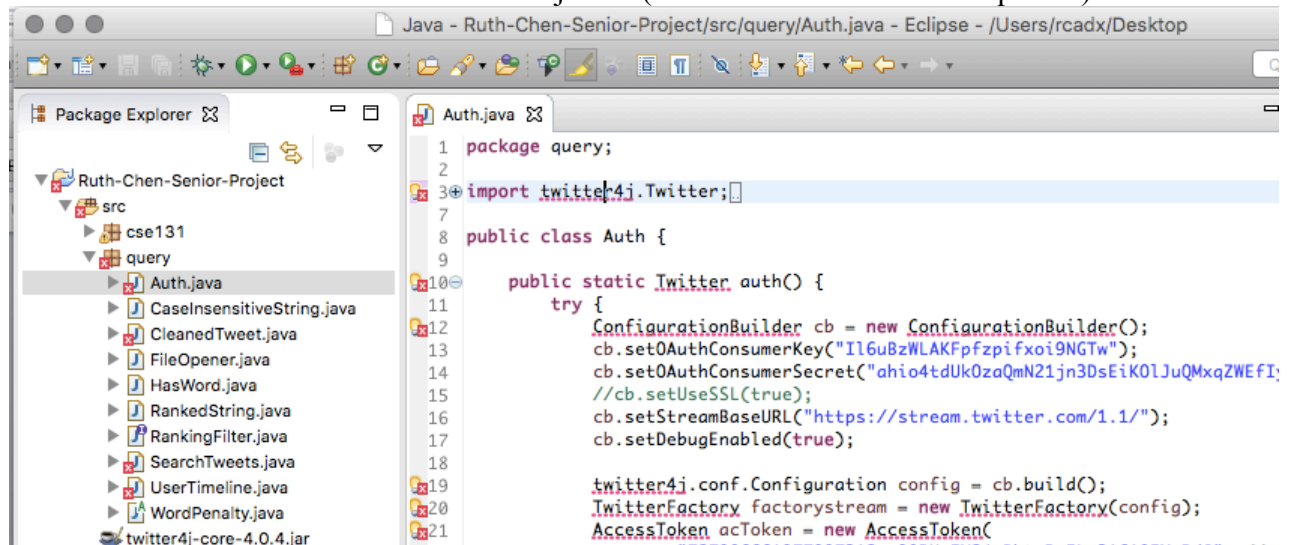 Java - Ruth-Chen-Senior-Project/src/query/Auth.java - Eclipse - /Users/rcadx/Desktop
Package Explorer
Ruth-Chen-Senior-Project
src
cse131
query
Auth.java
CaseInsensitiveString.java
CleanedTweet.java
FileOpener.java
HasWord.java
RankedString.java
RankingFilter.java
SearchTweets.java
UserTimeline.java
WordPenalty.java
twitter4j-core-4.0.4.jar
Auth.java
1 package query;
2
3 import twitter4j.Twitter;
7
8 public class Auth {
9
10 public static Twitter auth() {
11 try {
12 ConfigurationBuilder cb = new ConfigurationBuilder();
13 cb.setOAuthConsumerKey("Il6uBzWLAKFpfzpifxoi9NGTw");
14 cb.setOAuthConsumerSecret("ahio4tdUkOzaQmN21jn3DsEiKOlJuQMxqZWEfIy
15 //cb.setUseSSL(true);
16 cb.setStreamBaseURL("https://stream.twitter.com/1.1/");
17 cb.setDebugEnabled(true);
18
19 twitter4j.conf.Configuration config = cb.build();
20 TwitterFactory factorystream = new TwitterFactory(config);
21 AccessToken acToken = new AccessToken(